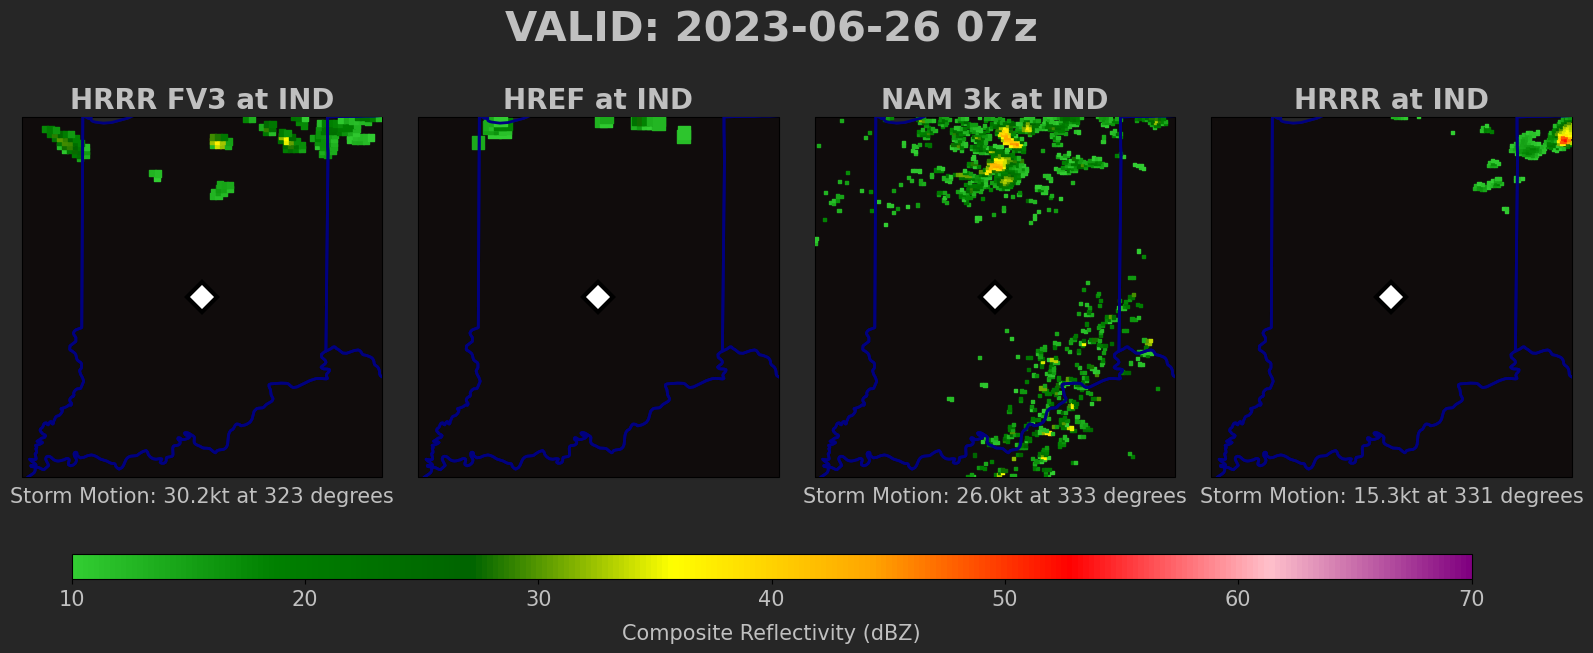 VALID: 2023-06-26 07z
HRRR FV3 at IND
HREF at IND
NAM 3k at IND
HRRR at IND
Storm Motion: 30.2kt at 323 degrees
Storm Motion: 26.0kt at 333 degrees
Storm Motion: 15.3kt at 331 degrees
10 20 30 40 50 60 70
Composite Reflectivity (dBZ)